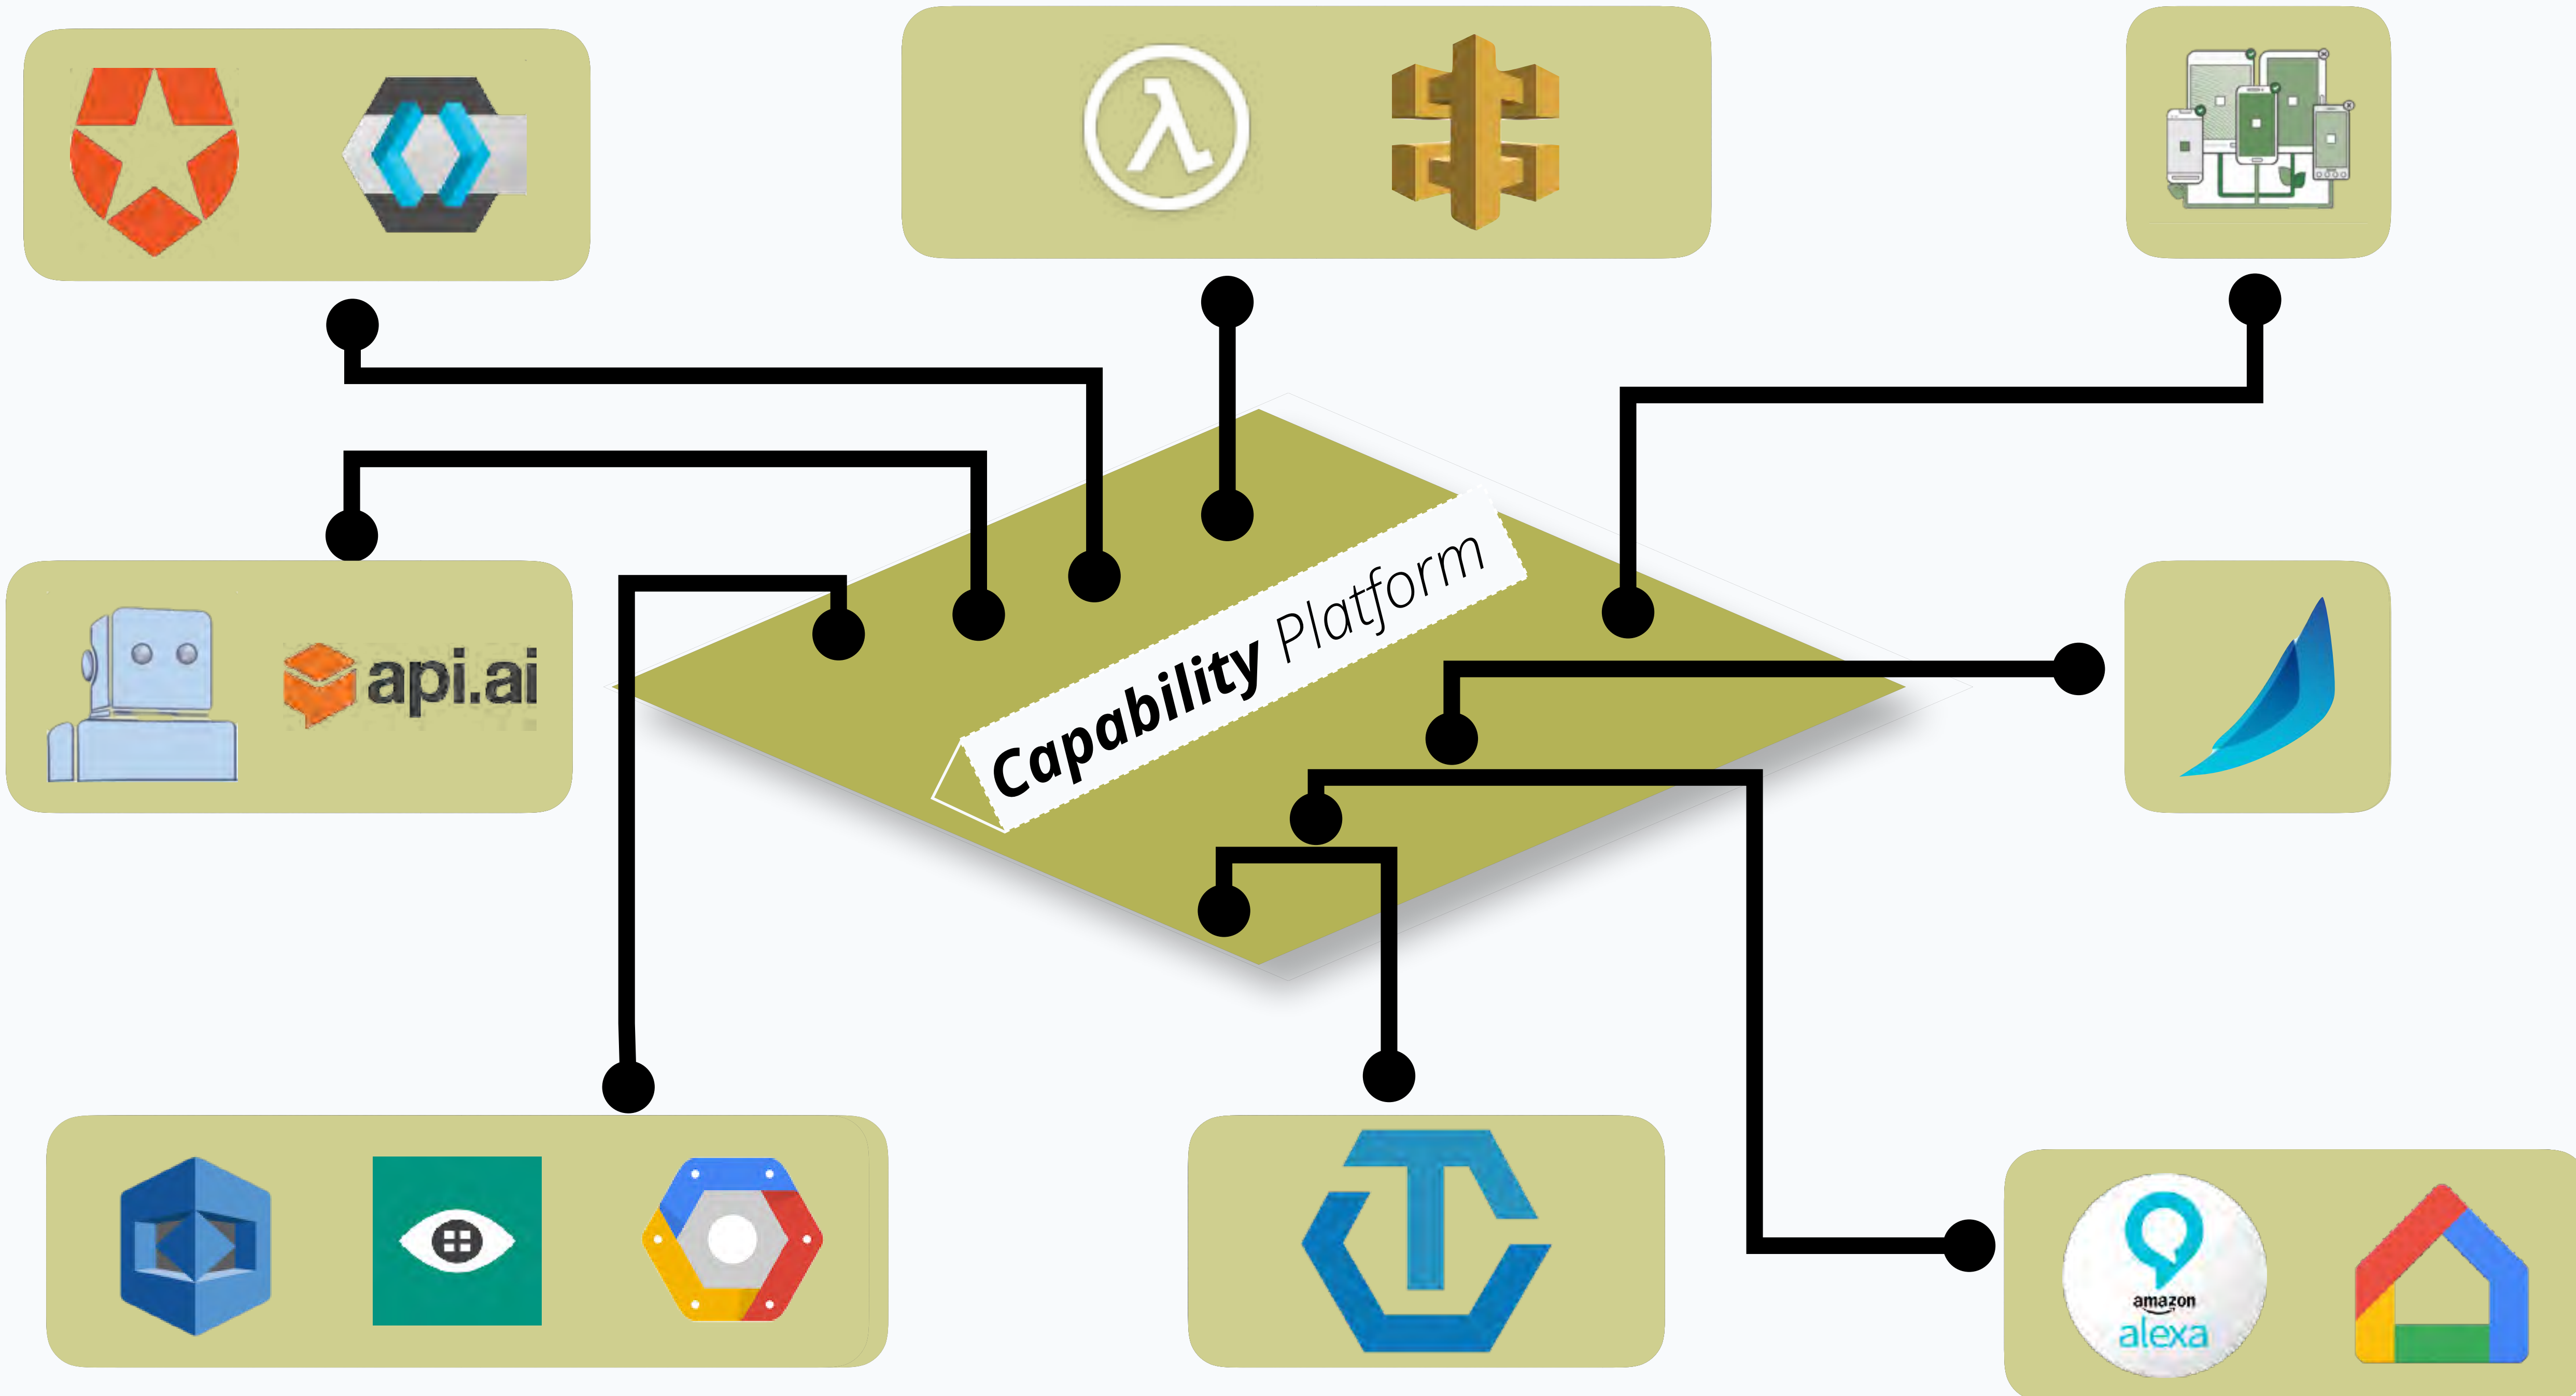 λ
Capability Platform
api.ai
amazon
alexa